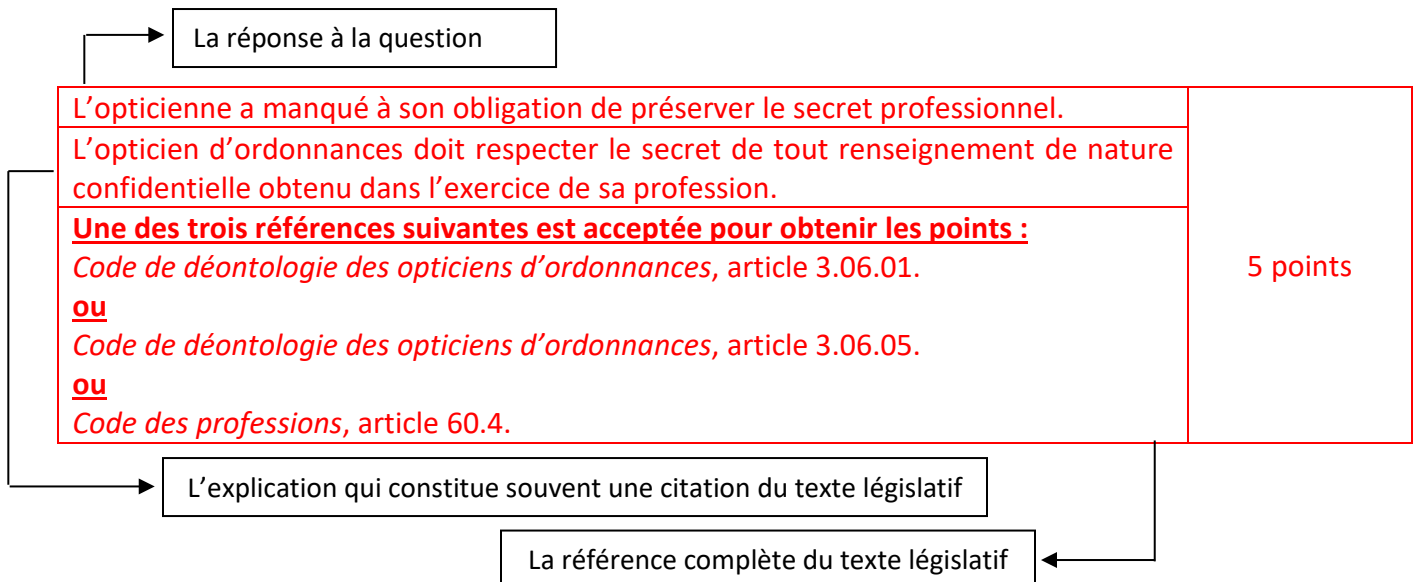 La réponse à la question
L’opticienne a manqué à son obligation de préserver le secret professionnel.
L’opticien d’ordonnances doit respecter le secret de tout renseignement de nature
confidentielle obtenu dans l’exercice de sa profession.
Une des trois références suivantes est acceptée pour obtenir les points :
Code de déontologie des opticiens d’ordonnances, article 3.06.01.
ou
Code de déontologie des opticiens d’ordonnances, article 3.06.05.
ou
Code des professions, article 60.4.
5 points
L’explication qui constitue souvent une citation du texte législatif
La référence complète du texte législatif